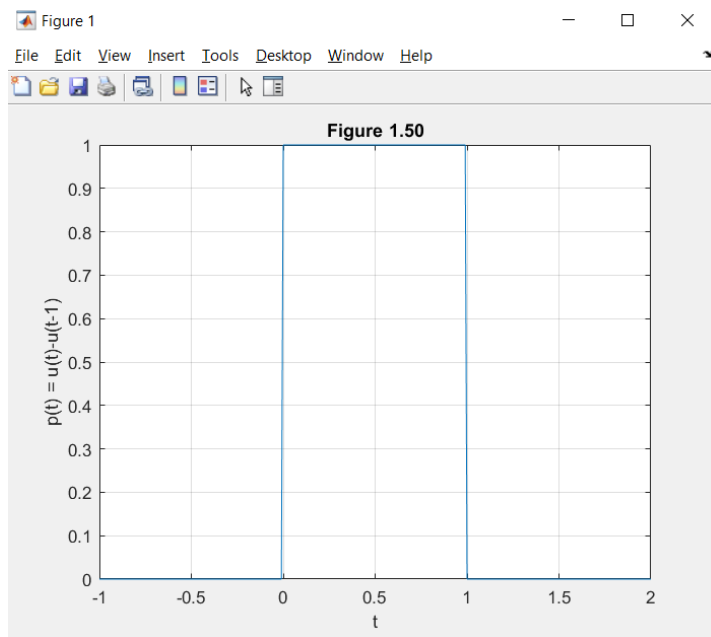 Figure 1
File Edit View Insert Tools Desktop Window Help
Figure 1.50
1
0.9
0.8
0.7
0.6
0.5
0.4
0.3
0.2
0.1
0
p(t) = u(t)-u(t-1)
-1 -0.5 0 0.5 1 1.5 2
t